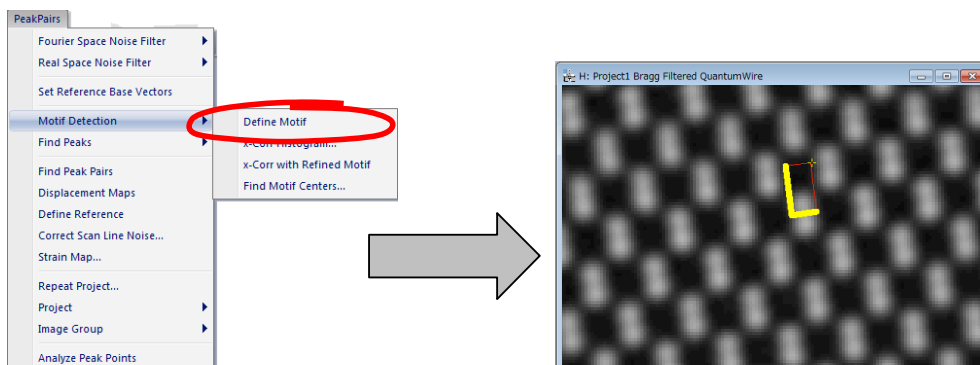 PeakPairs
Fourier Space Noise Filter
Real Space Noise Filter
Set Reference Base Vectors
Motif Detection
Find Peaks
Find Peak Pairs
Displacement Maps
Define Reference
Correct Scan Line Noise...
Strain Map...
Repeat Project...
Project
Image Group
Analyze Peak Points
Define Motif
x-Corr Histogram...
x-Corr with Refined Motif
Find Motif Centers...
H: Project1 Bragg Filtered QuantumWire